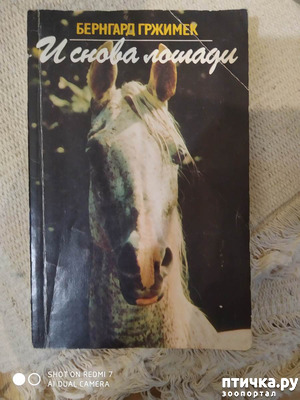 БЕРНГАРД ГРЖИМЕК
И снова лошади
SHOT ON REDMI 7
AI DUAL CAMERA
птичка.ру
зоопортал